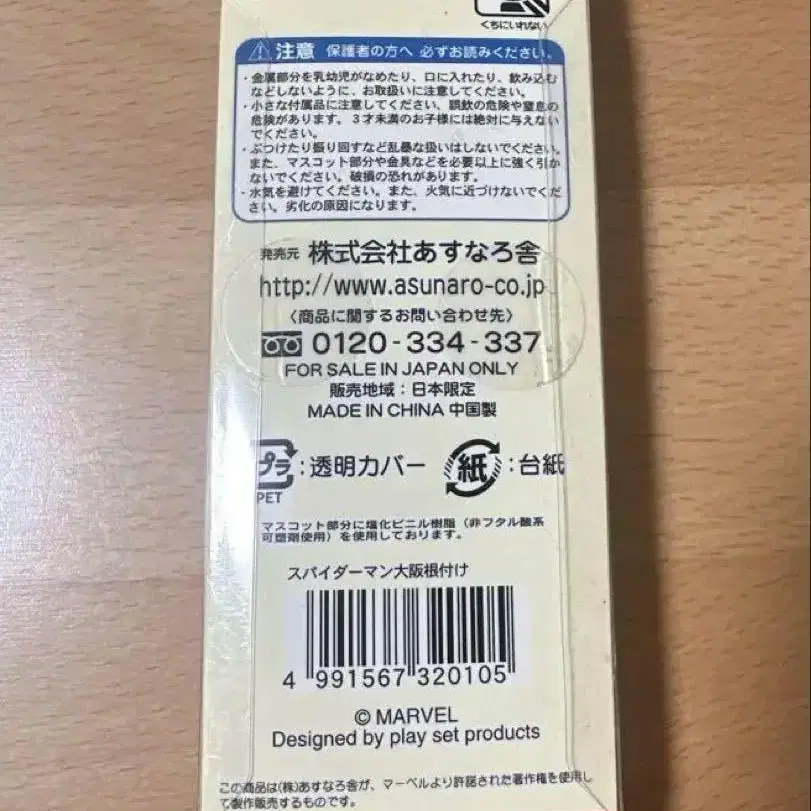 くちにいれない
注意 保護者の方へ 必ずお読みください。
・金属部分を乳幼児がなめたり、口に入れたり、飲み込む
などしないように、お取扱いに注意してください。
・小さな付属品に注意してください、誤飲の危険や窒息の
危険があります。3才未満のお子様には絶対に与えない
でください。
・ぶつけたり振り回すなど乱暴な扱いはしないでください。
また、マスコット部分や金具などを必要以上に強く引か
ないでください。破損の恐れがあります。
・水気を避けてください。また、火気に近づけないでくだ
さい。劣化の原因になります。
発売元 株式会社あすなろ舎
http://www.asunaro-co.jp
〈商品に関するお問い合わせ先〉
0120-334-337
FOR SALE IN JAPAN ONLY
販売地域：日本限定
MADE IN CHINA 中国製
プラ：透明カバー 紙：台紙
PET
マスコット部分に塩化ビニル樹脂（非フタル酸系
可塑剤使用）を使用しております。
スパイダーマン大阪根付け
4 991567 320105
© MARVEL
Designed by play set products
この商品は(株)あすなろ舎が、マーベルより許諾された著作権を使用し
て製作販売するものです。